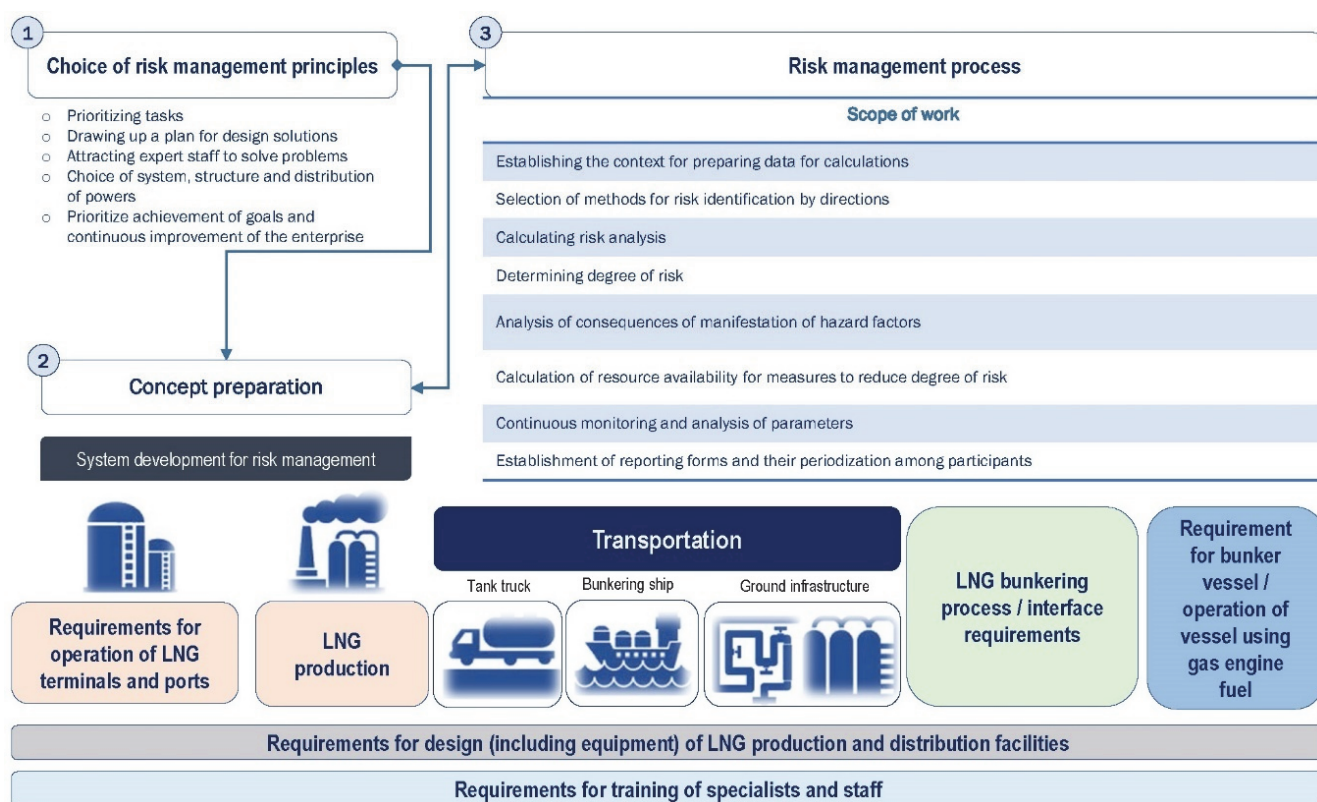 1
Choice of risk management principles
o Prioritizing tasks
o Drawing up a plan for design solutions
o Attracting expert staff to solve problems
o Choice of system, structure and distribution
of powers
o Prioritize achievement of goals and
continuous improvement of the enterprise
2
Concept preparation
System development for risk management
3
Risk management process
Scope of work
Establishing the context for preparing data for calculations
Selection of methods for risk identification by directions
Calculating risk analysis
Determining degree of risk
Analysis of consequences of manifestation of hazard factors
Calculation of resource availability for measures to reduce degree of risk
Continuous monitoring and analysis of parameters
Establishment of reporting forms and their periodization among participants
Requirements for
operation of LNG
terminals and ports
LNG
production
Transportation
Tank truck
Bunkering ship
Ground infrastructure
LNG bunkering
process / interface
requirements
Requirement
for bunker
vessel /
operation of
vessel using
gas engine
fuel
Requirements for design (including equipment) of LNG production and distribution facilities
Requirements for training of specialists and staff